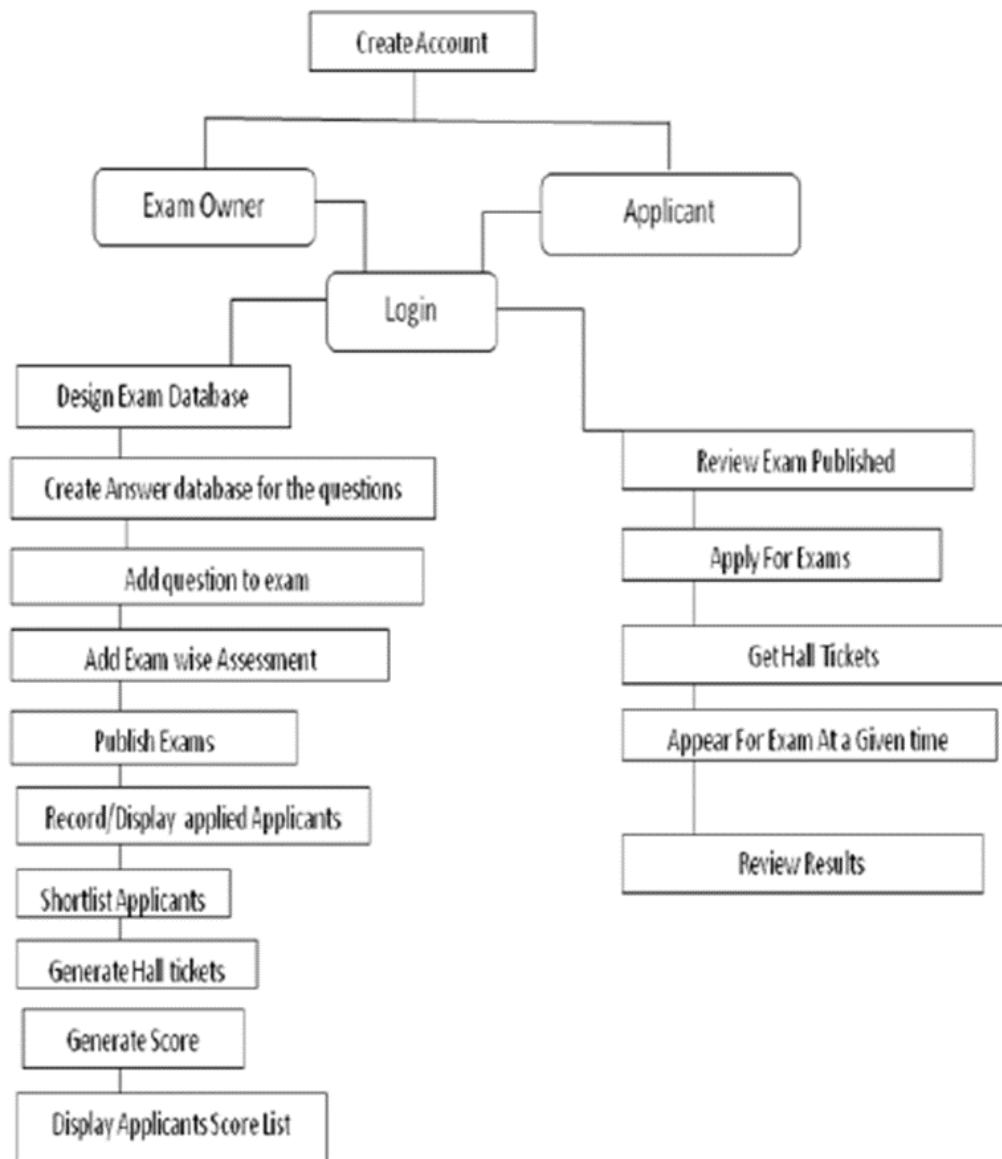 Create Account
Exam Owner
Applicant
Login
Design Exam Database
Create Answer database for the questions
Add question to exam
Add Exam wise Assessment
Publish Exams
Record/Display applied Applicants
Shortlist Applicants
Generate Hall tickets
Generate Score
Display Applicants Score List
Review Exam Published
Apply For Exams
Get Hall Tickets
Appear For Exam At a Given time
Review Results